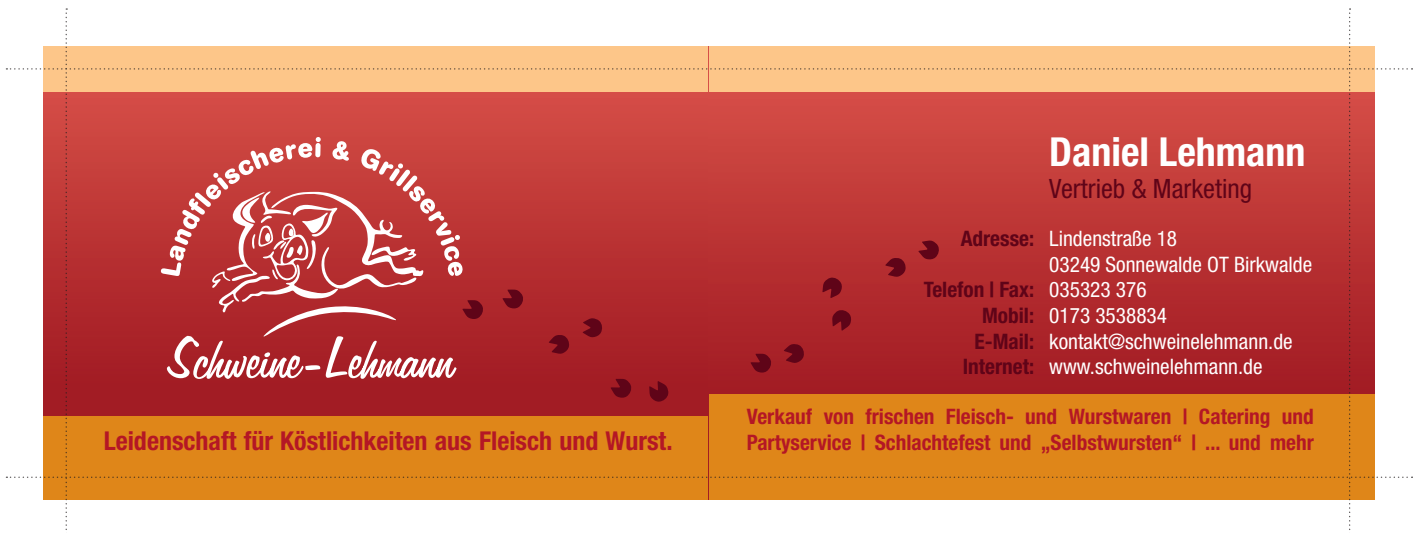 Landfleischerei & Grillservice
Schweine-Lehmann
Leidenschaft für Köstlichkeiten aus Fleisch und Wurst.
Daniel Lehmann
Vertrieb & Marketing
Adresse: Lindenstraße 18
03249 Sonnewalde OT Birkwalde
Telefon | Fax: 035323 376
Mobil: 0173 3538834
E-Mail: kontakt@schweinelehmann.de
Internet: www.schweinelehmann.de
Verkauf von frischen Fleisch- und Wurstwaren | Catering und
Partyservice | Schlachtefest und „Selbstwursten“ | ... und mehr